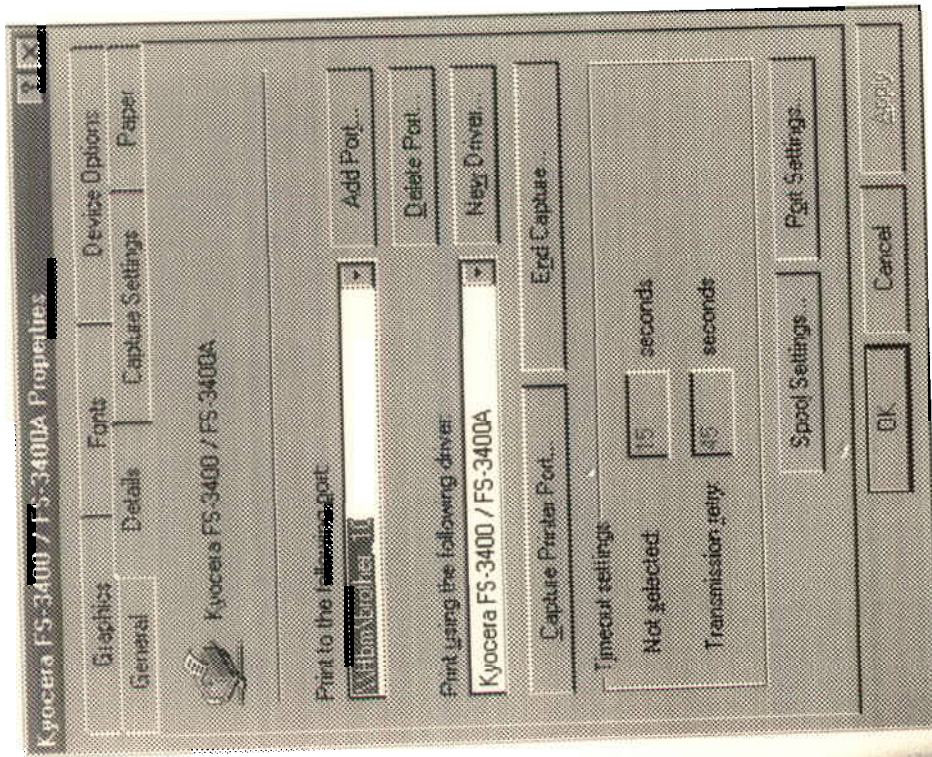 Kyocera FS-3400 / FS-3400A Properties ? X
Graphics Fonts Device Options
General Details Capture Settings Paper
Kyocera FS-3400 / FS-3400A
Print to the following port:
Add Port...
Delete Port...
Print using the following driver:
Kyocera FS-3400 / FS-3400A New Driver...
Capture Printer Port... End Capture...
Timeout settings
Not selected: 15 seconds
Transmission retry: 45 seconds
Spool Settings... Port Settings...
OK Cancel Apply